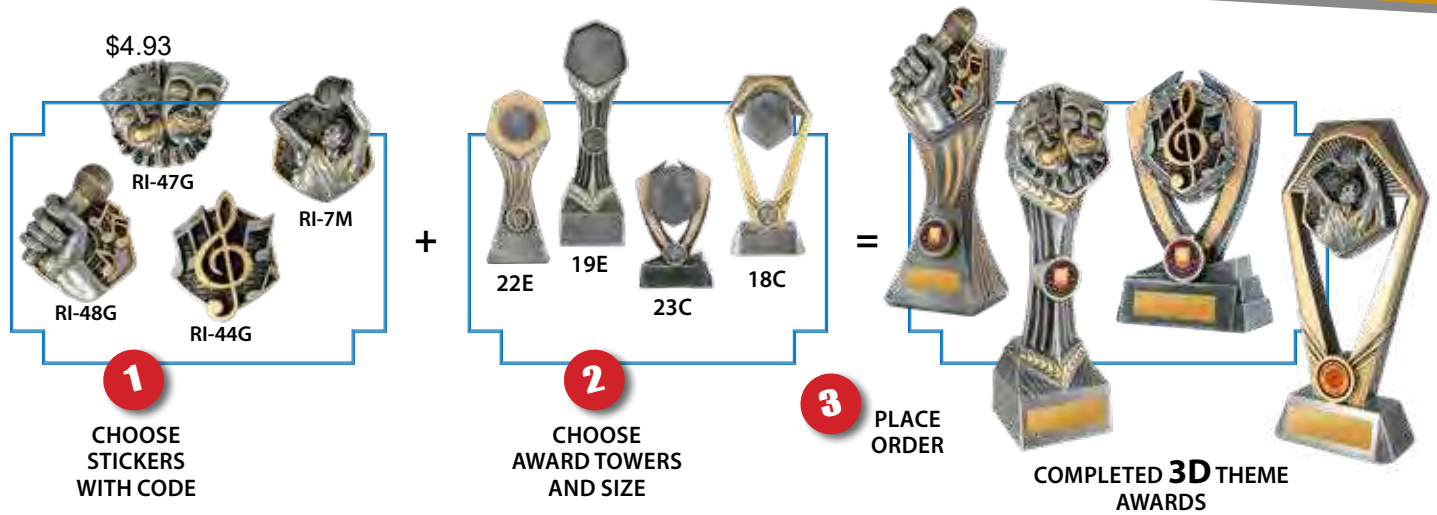 $4.93
RI-47G
RI-7M
RI-48G
RI-44G
1
CHOOSE
STICKERS
WITH CODE
+
22E
19E
23C
18C
2
CHOOSE
AWARD TOWERS
AND SIZE
=
3
PLACE
ORDER
COMPLETED 3D THEME
AWARDS